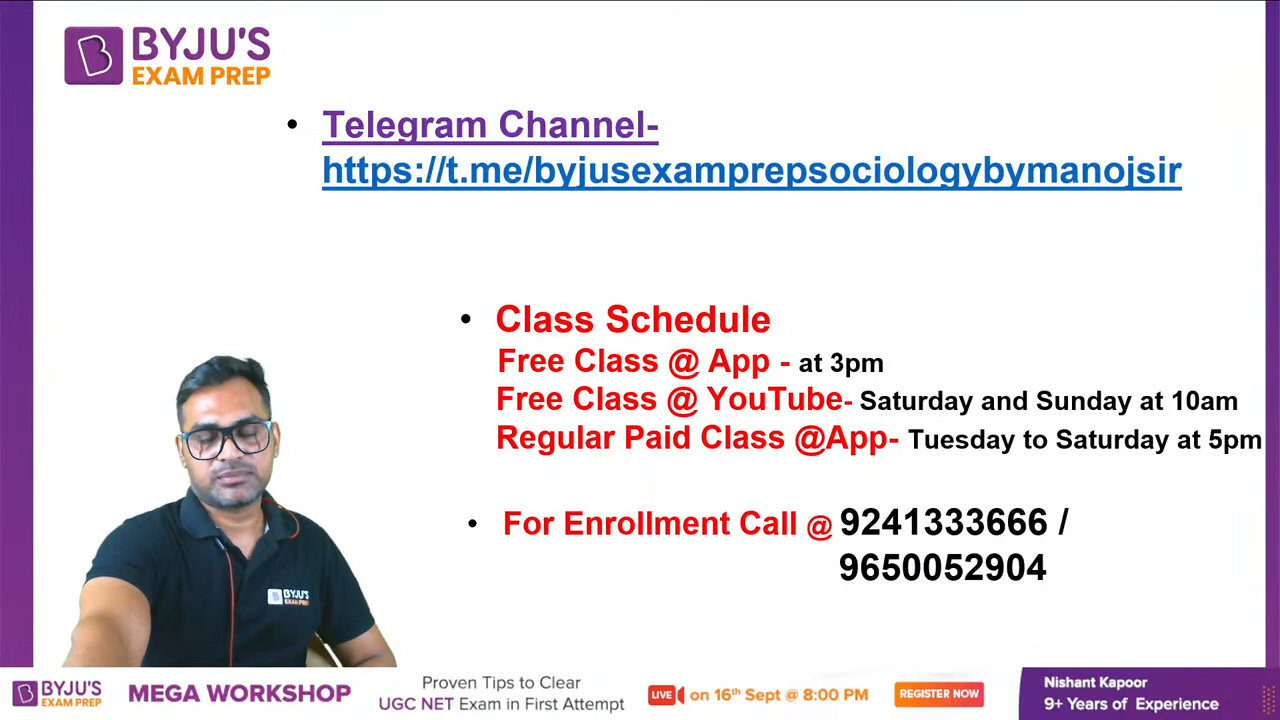 BYJU'S
EXAM PREP
• Telegram Channel-
https://t.me/byjusexamprepsociologybymanojsir
• Class Schedule
Free Class @ App - at 3pm
Free Class @ YouTube- Saturday and Sunday at 10am
Regular Paid Class @App- Tuesday to Saturday at 5pm
• For Enrollment Call @ 9241333666 /
9650052904
BYJU'S
EXAM PREP
BYJU'S
EXAM PREP
MEGA WORKSHOP
Proven Tips to Clear
UGC NET Exam in First Attempt
LIVE on 16th Sept @ 8:00 PM
REGISTER NOW
Nishant Kapoor
9+ Years of Experience